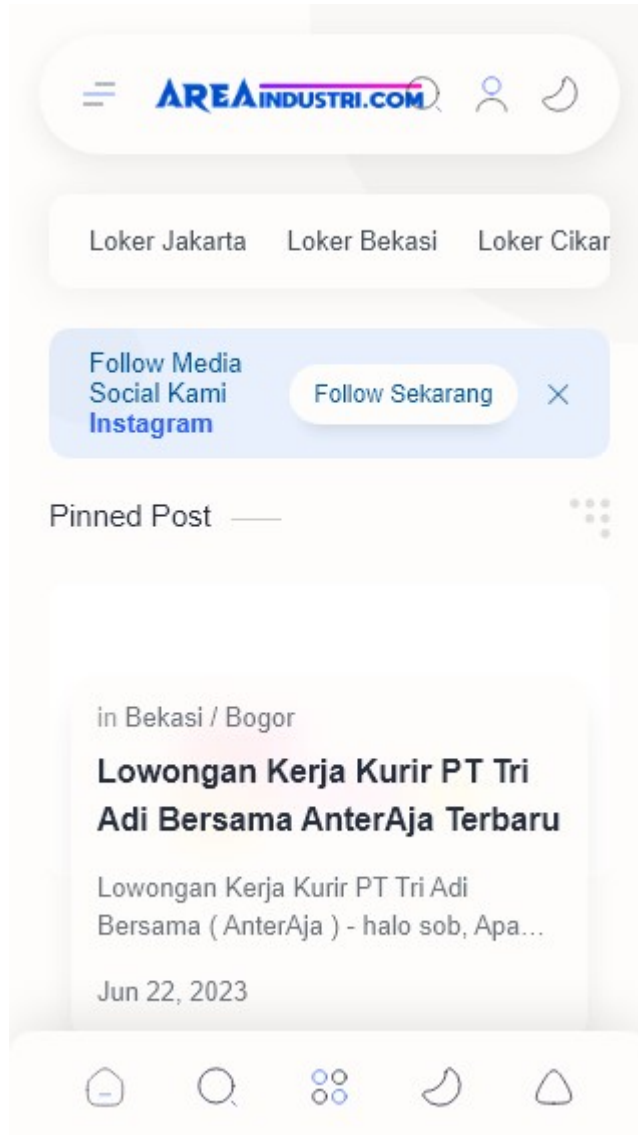 AREAINDUSTRI.COM
Loker Jakarta Loker Bekasi Loker Cikar
Follow Media
Social Kami
Instagram
Follow Sekarang
Pinned Post
in Bekasi / Bogor
Lowongan Kerja Kurir PT Tri
Adi Bersama AnterAja Terbaru
Lowongan Kerja Kurir PT Tri Adi
Bersama ( AnterAja ) - halo sob, Apa...
Jun 22, 2023